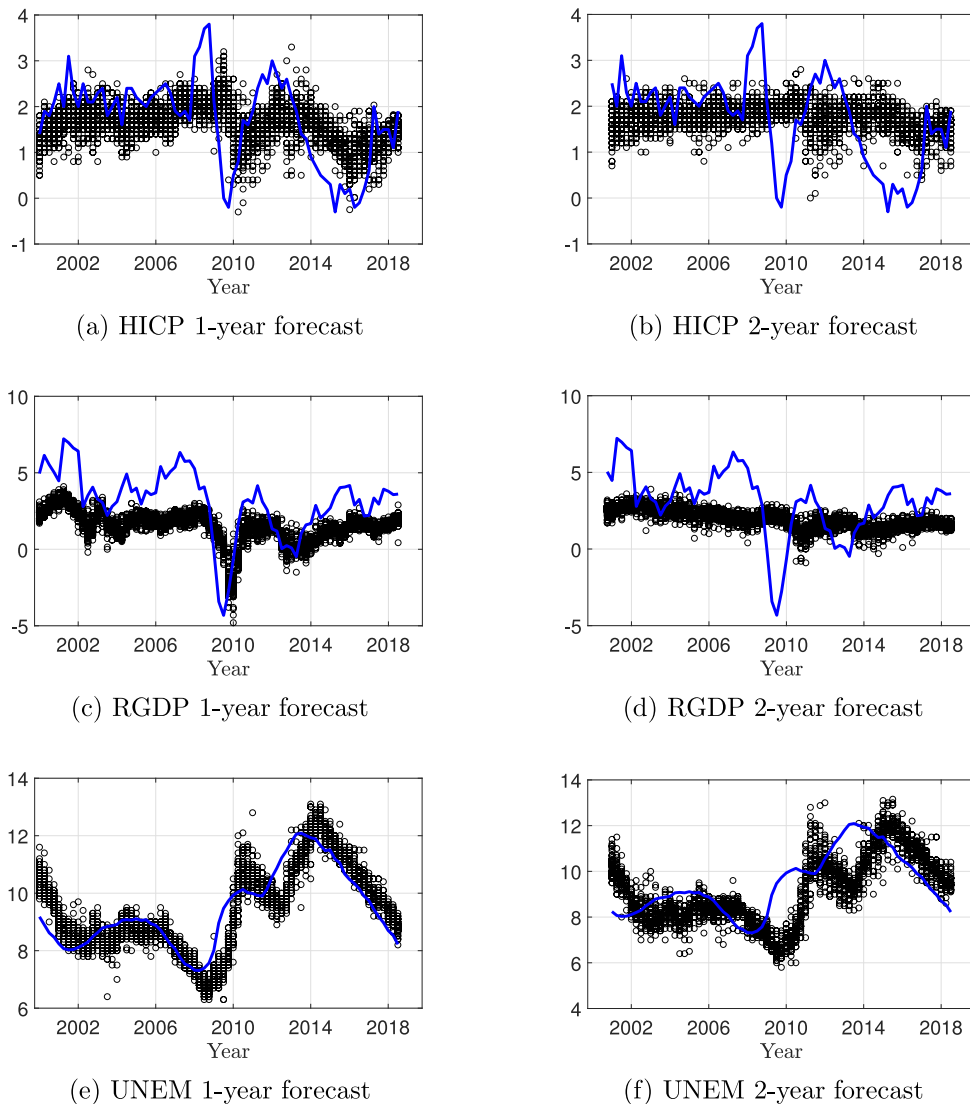 4
3
2
1
0
-1
2002 2006 2010 2014 2018
Year
(a) HICP 1-year forecast
4
3
2
1
0
-1
2002 2006 2010 2014 2018
Year
(b) HICP 2-year forecast
10
5
0
-5
2002 2006 2010 2014 2018
Year
(c) RGDP 1-year forecast
10
5
0
-5
2002 2006 2010 2014 2018
Year
(d) RGDP 2-year forecast
14
12
10
8
6
2002 2006 2010 2014 2018
Year
(e) UNEM 1-year forecast
14
12
10
8
6
4
2002 2006 2010 2014 2018
Year
(f) UNEM 2-year forecast